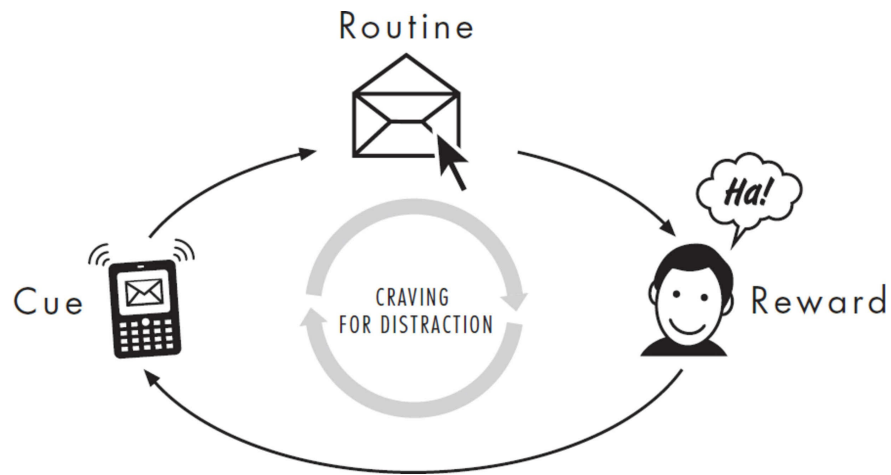 Routine
Ha!
Cue
CRAVING
FOR DISTRACTION
Reward